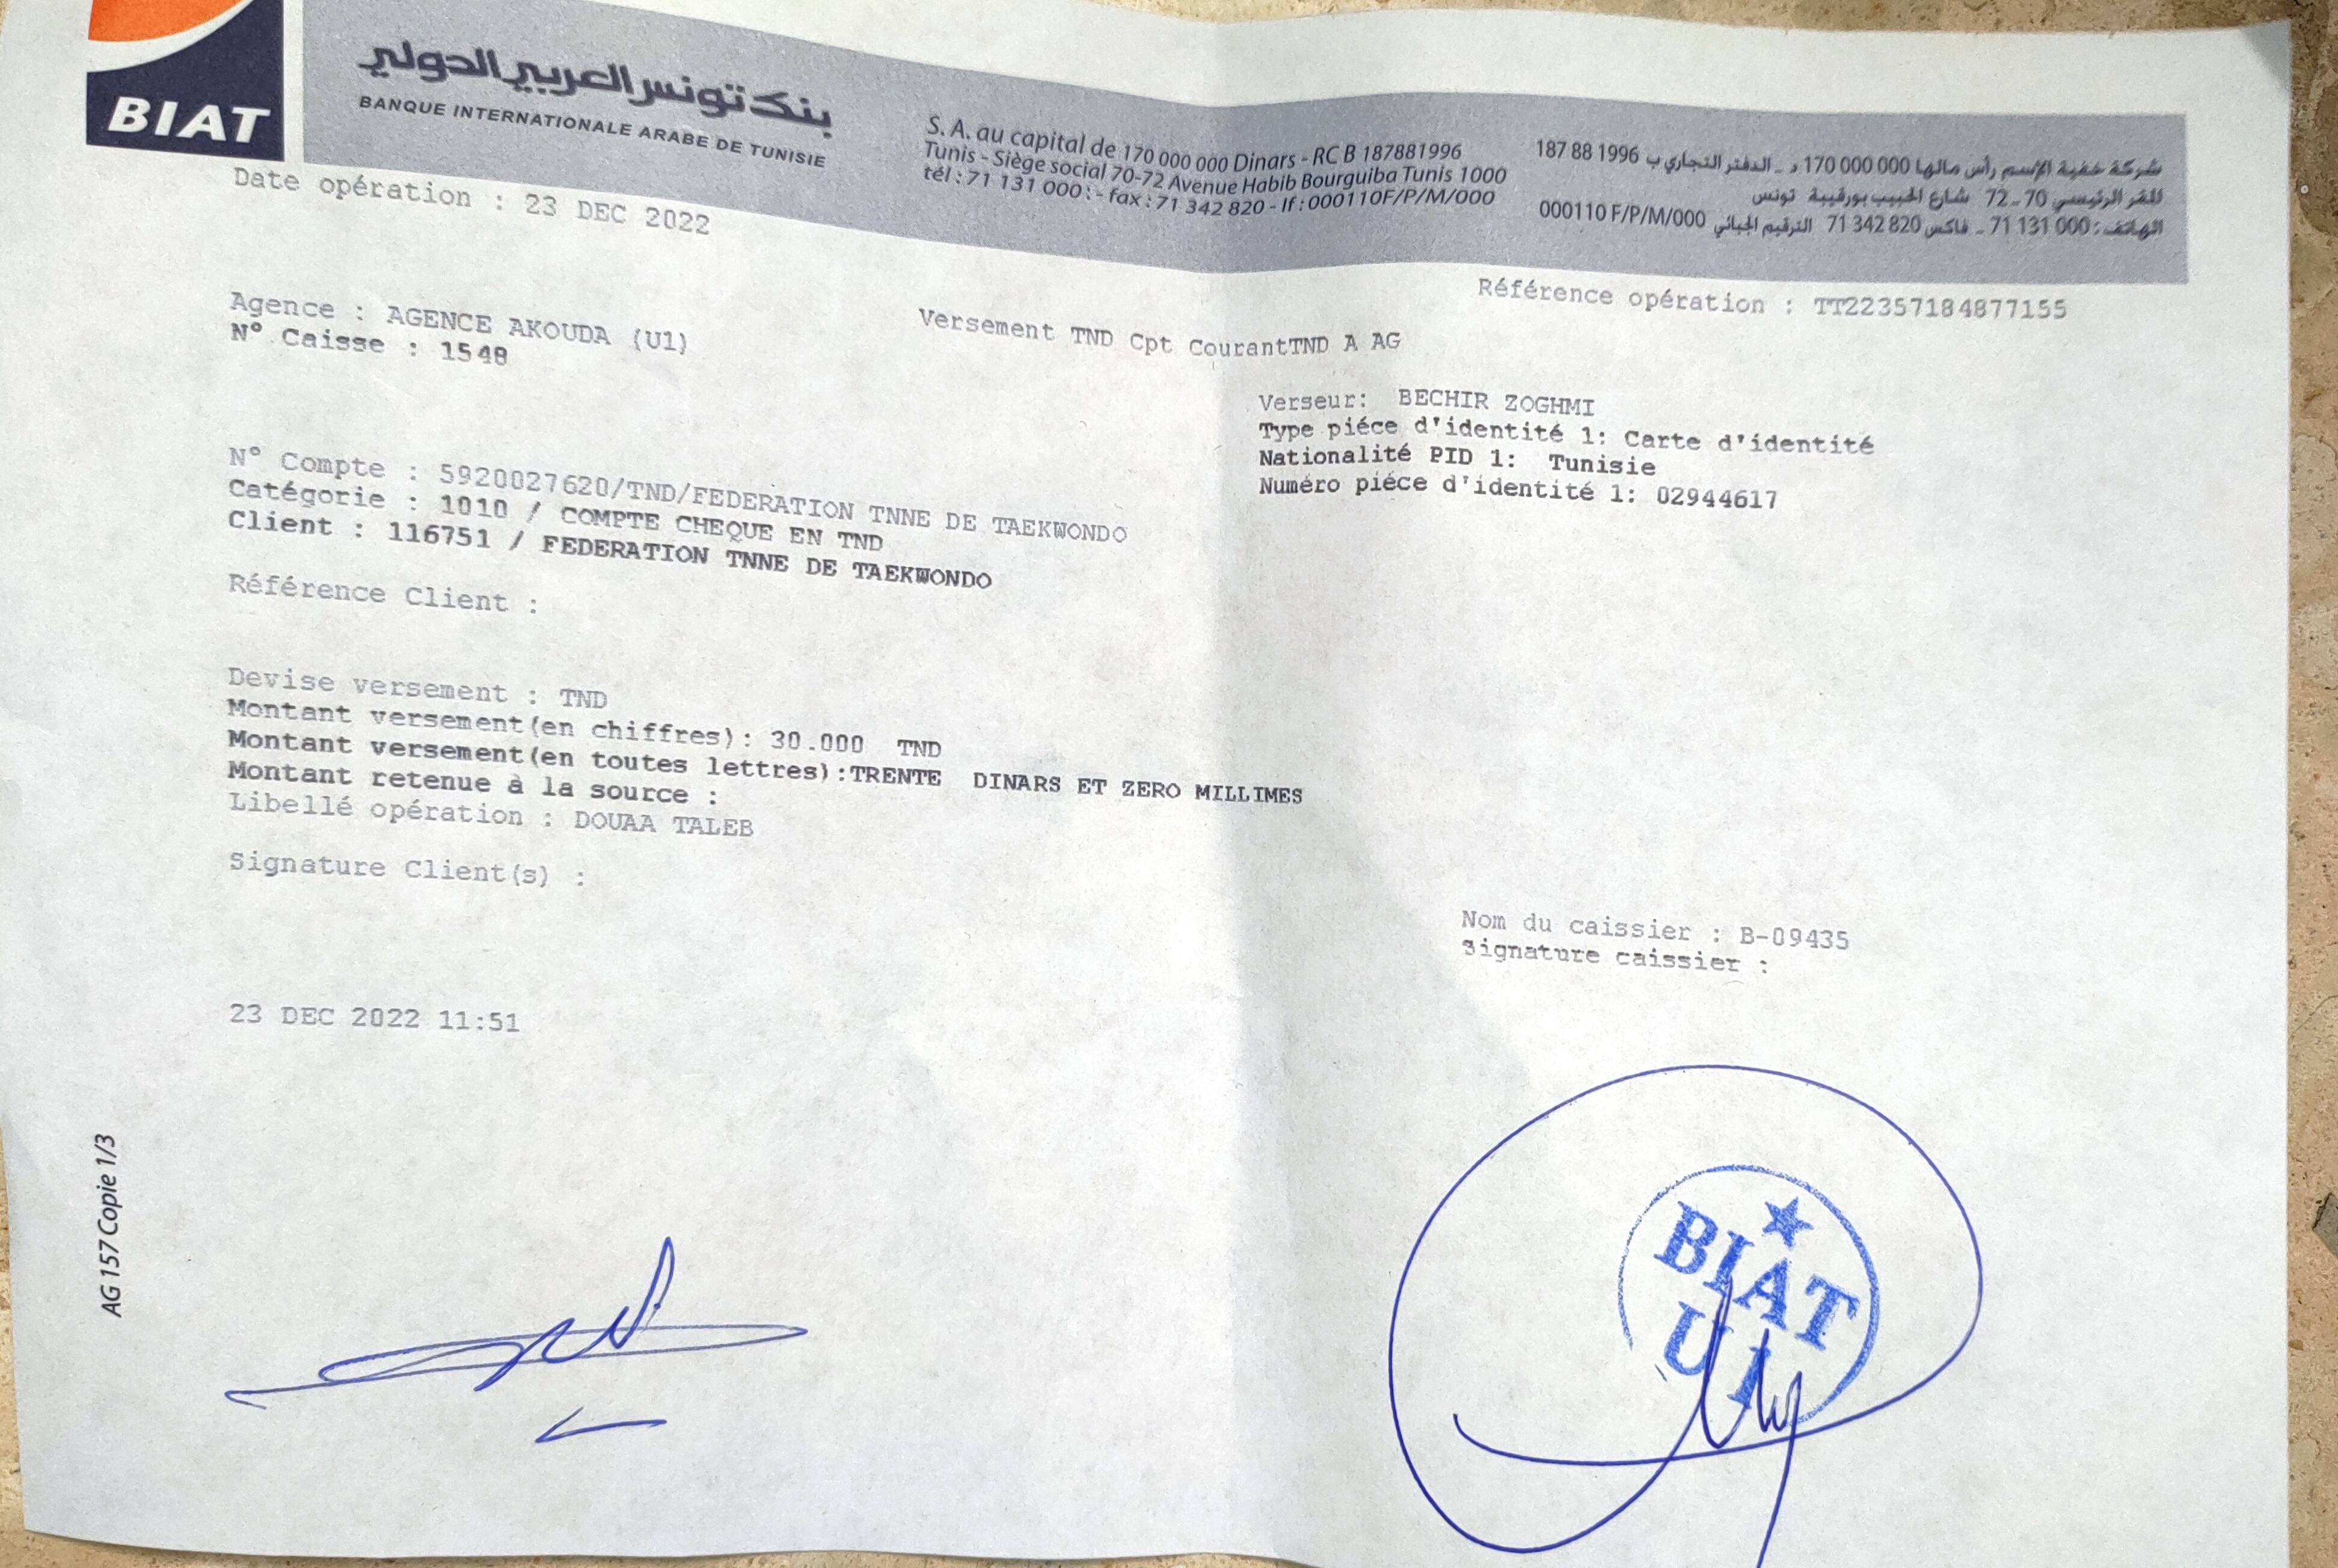 BIAT
بنك تونس العربي الدولي
BANQUE INTERNATIONALE ARABE DE TUNISIE
S. A. au capital de 170 000 000 Dinars - RC B 187881996
Tunis - Siège social 70-72 Avenue Habib Bourguiba Tunis 1000
tél : 71 131 000 : - fax : 71 342 820 - If : 000110F/P/M/000
شركة خفية الإسم رأس مالها 000 000 170 د ـ الدفتر التجاري ب 1996 88 187
المقر الرئيسي 70 ـ 72 شارع الحبيب بورقيبة تونس
الهاتف : 000 131 71 ـ فاكس 820 342 71 الترقيم الجبائي 000110 F/P/M/000
Date opération : 23 DEC 2022
Référence opération : TT22357184877155
Agence : AGENCE AKOUDA (U1)
N° Caisse : 1548
Versement TND Cpt CourantTND A AG
Verseur: BECHIR ZOGHMI
Type piéce d'identité 1: Carte d'identité
Nationalité PID 1: Tunisie
Numéro piéce d'identité 1: 02944617
N° Compte : 5920027620/TND/FEDERATION TNNE DE TAEKWONDO
Catégorie : 1010 / COMPTE CHEQUE EN TND
Client : 116751 / FEDERATION TNNE DE TAEKWONDO
Référence Client :
Devise versement : TND
Montant versement(en chiffres): 30.000 TND
Montant versement(en toutes lettres):TRENTE DINARS ET ZERO MILLIMES
Montant retenue à la source :
Libellé opération : DOUAA TALEB
Signature Client(s) :
Nom du caissier : B-09435
Signature caissier :
23 DEC 2022 11:51
AG 157 Copie 1/3
BIAT
U1